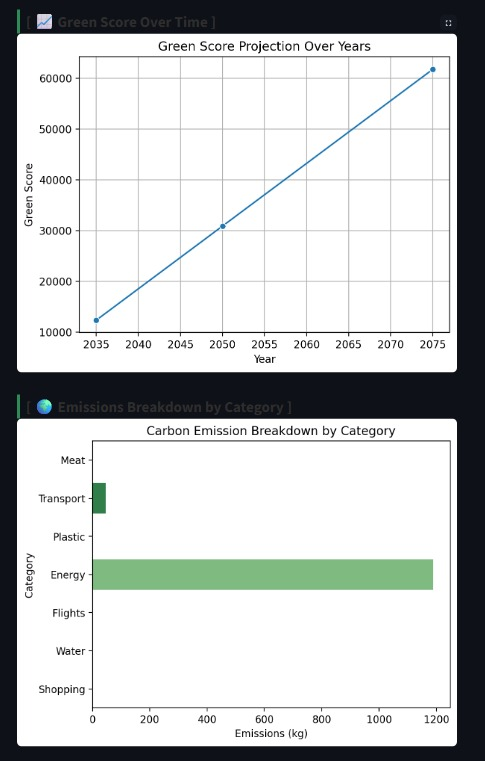 [ 📈 Green Score Over Time ]
Green Score Projection Over Years
60000
50000
40000
30000
20000
10000
Green Score
2035 2040 2045 2050 2055 2060 2065 2070 2075
Year
[ 🌍 Emissions Breakdown by Category ]
Carbon Emission Breakdown by Category
Meat
Transport
Plastic
Energy
Flights
Water
Shopping
Category
0 200 400 600 800 1000 1200
Emissions (kg)